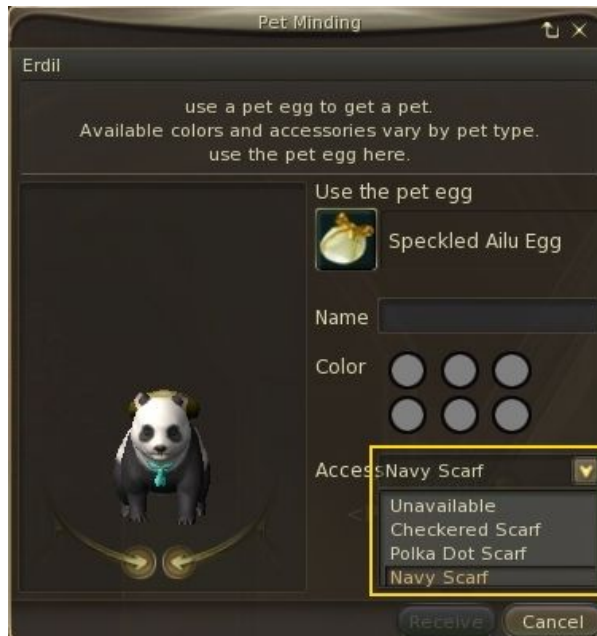 Pet Minding
Erdil
use a pet egg to get a pet.
Available colors and accessories vary by pet type.
use the pet egg here.
Use the pet egg
Speckled Ailu Egg
Name
Color
Access
Navy Scarf
Unavailable
Checkered Scarf
Polka Dot Scarf
Navy Scarf
Receive
Cancel